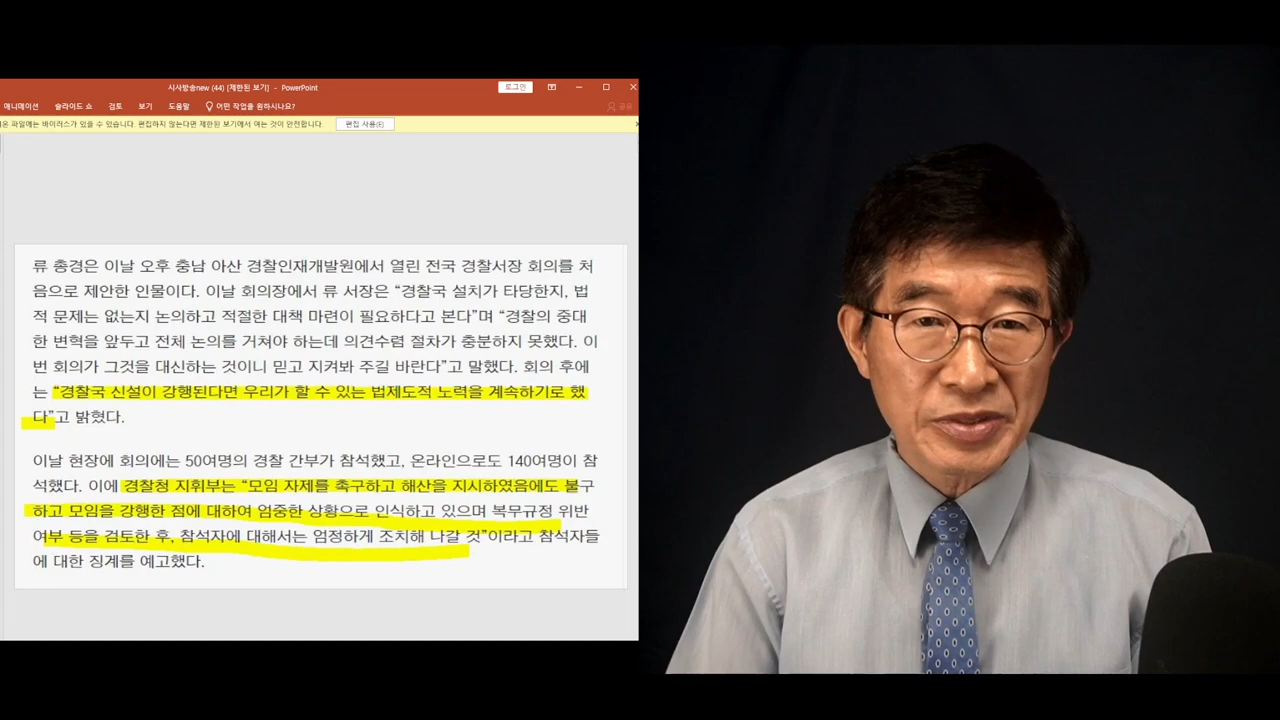 시사방송new (44) [제한된 보기] - PowerPoint
로그인
애니메이션 슬라이드 쇼 검토 보기 도움말 어떤 작업을 원하시나요? 공유
온 파일에는 바이러스가 있을 수 있습니다. 편집하지 않는다면 제한된 보기에서 여는 것이 안전합니다. 편집 사용(E)
류 총경은 이날 오후 충남 아산 경찰인재개발원에서 열린 전국 경찰서장 회의를 처
음으로 제안한 인물이다. 이날 회의장에서 류 서장은 “경찰국 설치가 타당한지, 법
적 문제는 없는지 논의하고 적절한 대책 마련이 필요하다고 본다”며 “경찰의 중대
한 변혁을 앞두고 전체 논의를 거쳐야 하는데 의견수렴 절차가 충분하지 못했다. 이
번 회의가 그것을 대신하는 것이니 믿고 지켜봐 주길 바란다”고 말했다. 회의 후에
는 “경찰국 신설이 강행된다면 우리가 할 수 있는 법제도적 노력을 계속하기로 했
다”고 밝혔다.
이날 현장에 회의에는 50여명의 경찰 간부가 참석했고, 온라인으로도 140여명이 참
석했다. 이에 경찰청 지휘부는 “모임 자제를 촉구하고 해산을 지시하였음에도 불구
하고 모임을 강행한 점에 대하여 엄중한 상황으로 인식하고 있으며 복무규정 위반
여부 등을 검토한 후, 참석자에 대해서는 엄정하게 조치해 나갈 것”이라고 참석자들
에 대한 징계를 예고했다.